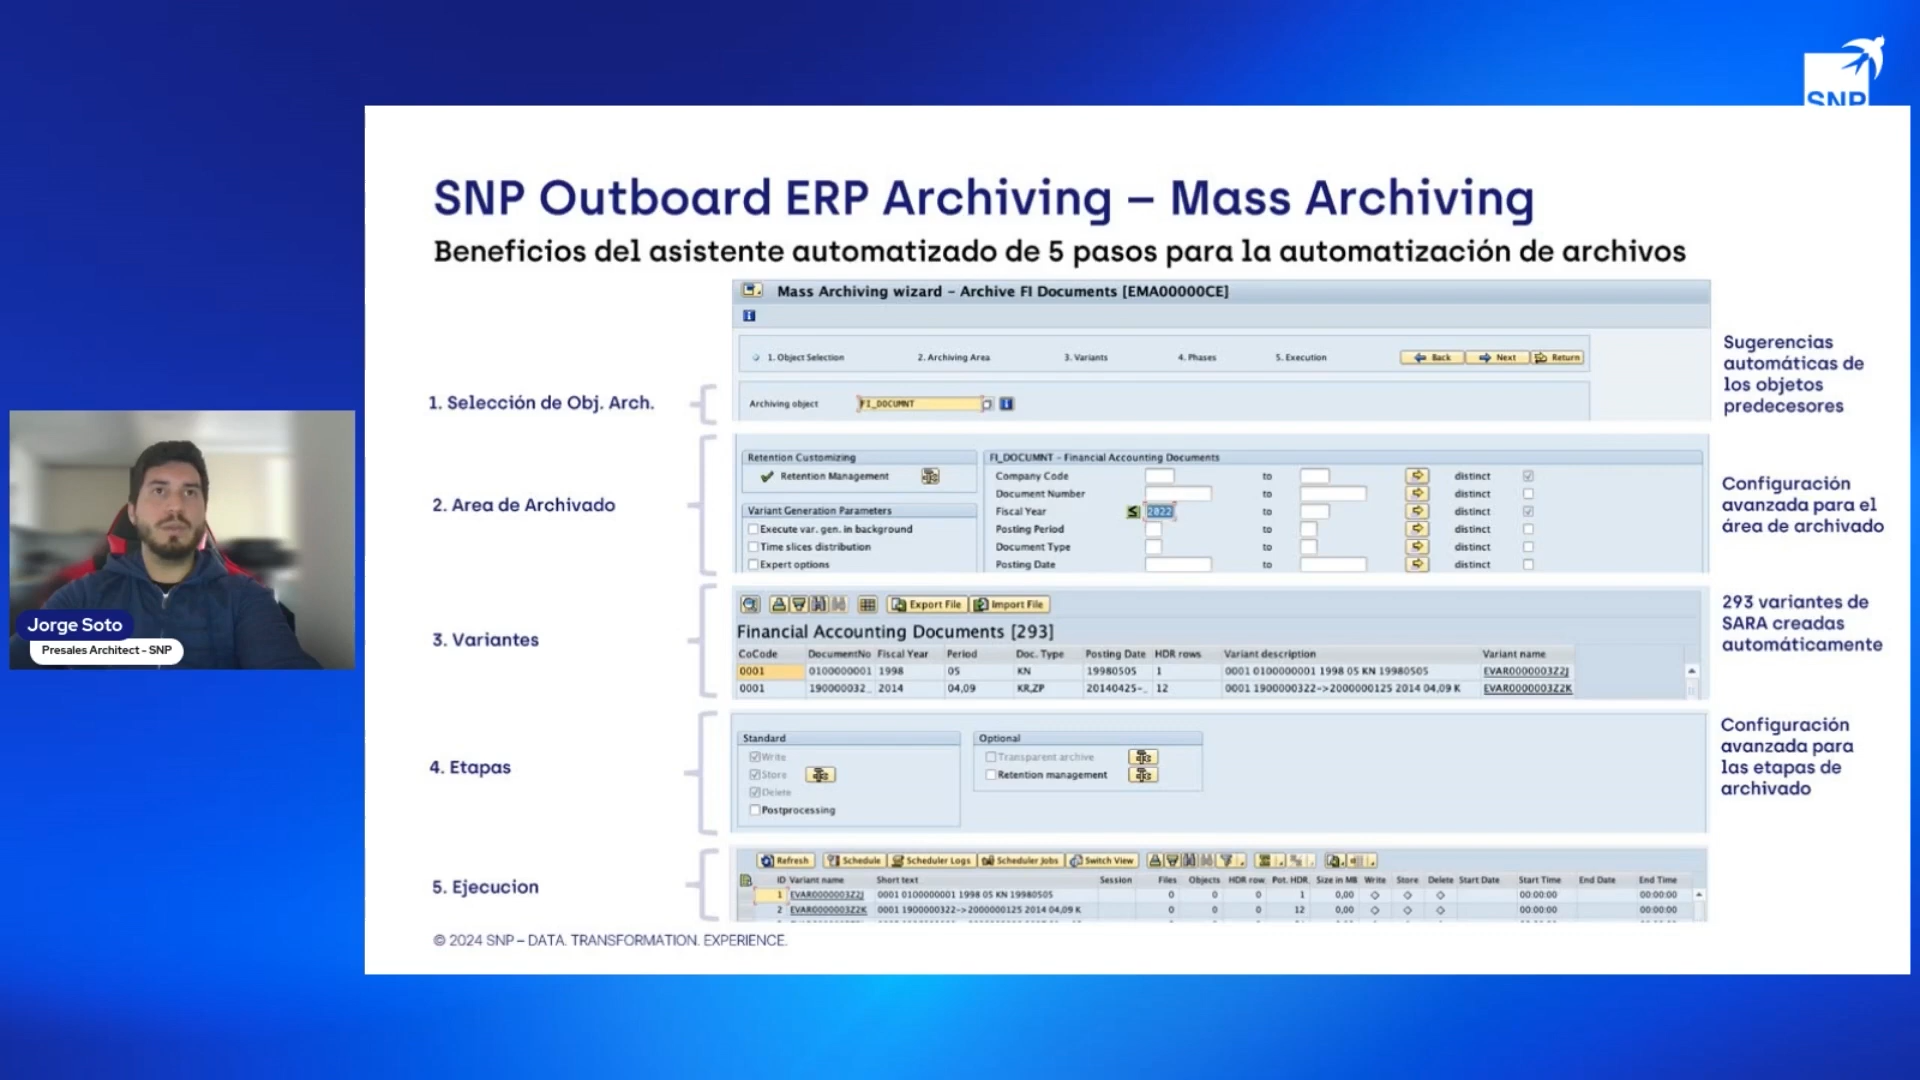 SNP
SNP Outboard ERP Archiving – Mass Archiving
Beneficios del asistente automatizado de 5 pasos para la automatización de archivos
Mass Archiving wizard – Archive FI Documents [EMA00000CE]
1. Object Selection 2. Archiving Area 3. Variants 4. Phases 5. Execution Back Next Return
Sugerencias
automáticas de
los objetos
predecesores
1. Selección de Obj. Arch.
Archiving object FI_DOCUMNT
2. Area de Archivado
Retention Customizing
Retention Management
Variant Generation Parameters
Execute var. gen. in background
Time slices distribution
Expert options
FI_DOCUMNT - Financial Accounting Documents
Company Code to distinct
Document Number to distinct
Fiscal Year 2022 to distinct
Posting Period to distinct
Document Type to distinct
Posting Date to distinct
Configuración
avanzada para el
área de archivado
3. Variantes
Export File Import File
Financial Accounting Documents [293]
CoCode DocumentNo Fiscal Year Period Doc. Type Posting Date HDR rows Variant description Variant name
0001 0100000001 1998 05 KN 19980505 1 0001 0100000001 1998 05 KN 19980505 EVAR0000003Z2J
0001 190000032_ 2014 04,09 KR,ZP 20140425-_ 12 0001 1900000322->2000000125 2014 04,09 K EVAR0000003Z2K
293 variantes de
SARA creadas
automáticamente
4. Etapas
Standard
Write
Store
Delete
Postprocessing
Optional
Transparent archive
Retention management
Configuración
avanzada para
las etapas de
archivado
5. Ejecucion
Refresh Schedule Scheduler Logs Scheduler Jobs Switch View
ID Variant name Short text Session Files Objects HDR row Pot. HDR. Size in MB Write Store Delete Start Date Start Time End Date End Time
1 EVAR0000003Z2J 0001 0100000001 1998 05 KN 19980505 0 0 0 1 0,00 00:00:00 00:00:00
2 EVAR0000003Z2K 0001 1900000322->2000000125 2014 04,09 K 0 0 0 12 0,00 00:00:00 00:00:00
© 2024 SNP – DATA. TRANSFORMATION. EXPERIENCE.
Jorge Soto
Presales Architect - SNP